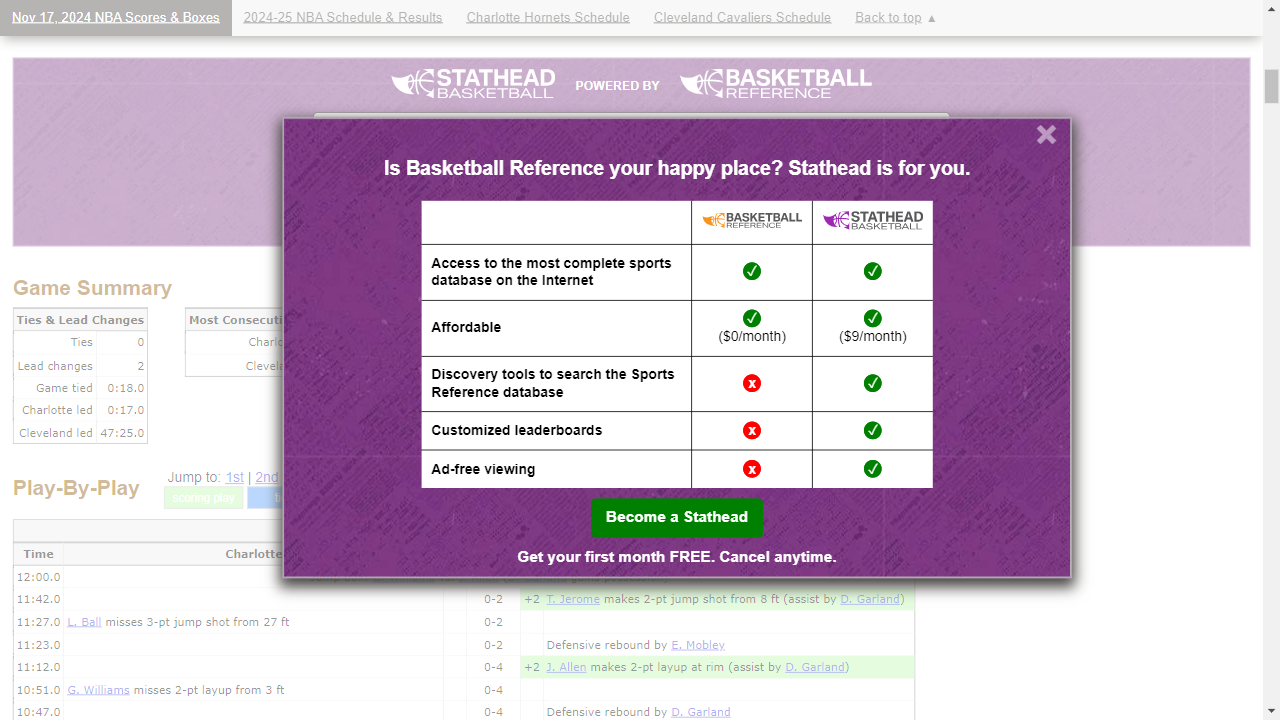 Nov 17, 2024 NBA Scores & Boxes 2024-25 NBA Schedule & Results Charlotte Hornets Schedule Cleveland Cavaliers Schedule Back to top ▲
STATHEAD BASKETBALL POWERED BY BASKETBALL REFERENCE
Is Basketball Reference your happy place? Stathead is for you.
BASKETBALL REFERENCE STATHEAD BASKETBALL
Access to the most complete sports
database on the Internet
Affordable ($0/month) ($9/month)
Discovery tools to search the Sports
Reference database
Customized leaderboards
Ad-free viewing
Become a Stathead
Get your first month FREE. Cancel anytime.
Game Summary
Ties & Lead Changes
Ties 0
Lead changes 2
Game tied 0:18.0
Charlotte led 0:17.0
Cleveland led 47:25.0
Most
Play-By-Play
Jump to: 1st | 2nd
scoring play
Time Charlotte
12:00.0
11:42.0 0-2 +2 T. Jerome makes 2-pt jump shot from 8 ft (assist by D. Garland)
11:27.0 L. Ball misses 3-pt jump shot from 27 ft 0-2
11:23.0 0-2 Defensive rebound by E. Mobley
11:12.0 0-4 +2 J. Allen makes 2-pt layup at rim (assist by D. Garland)
10:51.0 G. Williams misses 2-pt layup from 3 ft 0-4
10:47.0 0-4 Defensive rebound by D. Garland